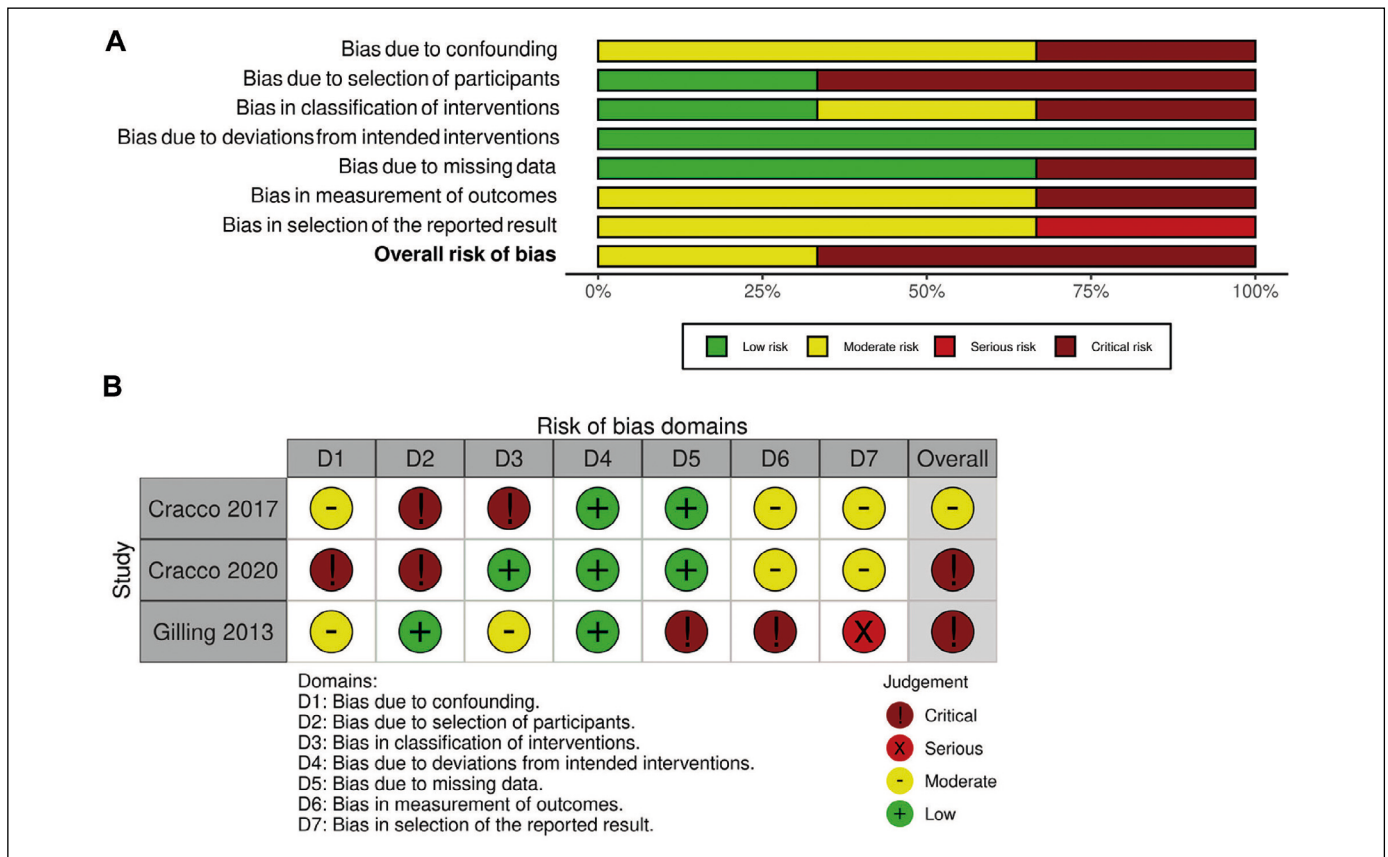 A
Bias due to confounding
Bias due to selection of participants
Bias in classification of interventions
Bias due to deviations from intended interventions
Bias due to missing data
Bias in measurement of outcomes
Bias in selection of the reported result
Overall risk of bias
0% 25% 50% 75% 100%
Low risk Moderate risk Serious risk Critical risk
B
Risk of bias domains
D1 D2 D3 D4 D5 D6 D7 Overall
Study
Cracco 2017 - ! ! + + - - -
Cracco 2020 ! ! + + + - - !
Gilling 2013 - + - + ! ! X !
Domains:
D1: Bias due to confounding.
D2: Bias due to selection of participants.
D3: Bias in classification of interventions.
D4: Bias due to deviations from intended interventions.
D5: Bias due to missing data.
D6: Bias in measurement of outcomes.
D7: Bias in selection of the reported result.
Judgement
! Critical
X Serious
- Moderate
+ Low